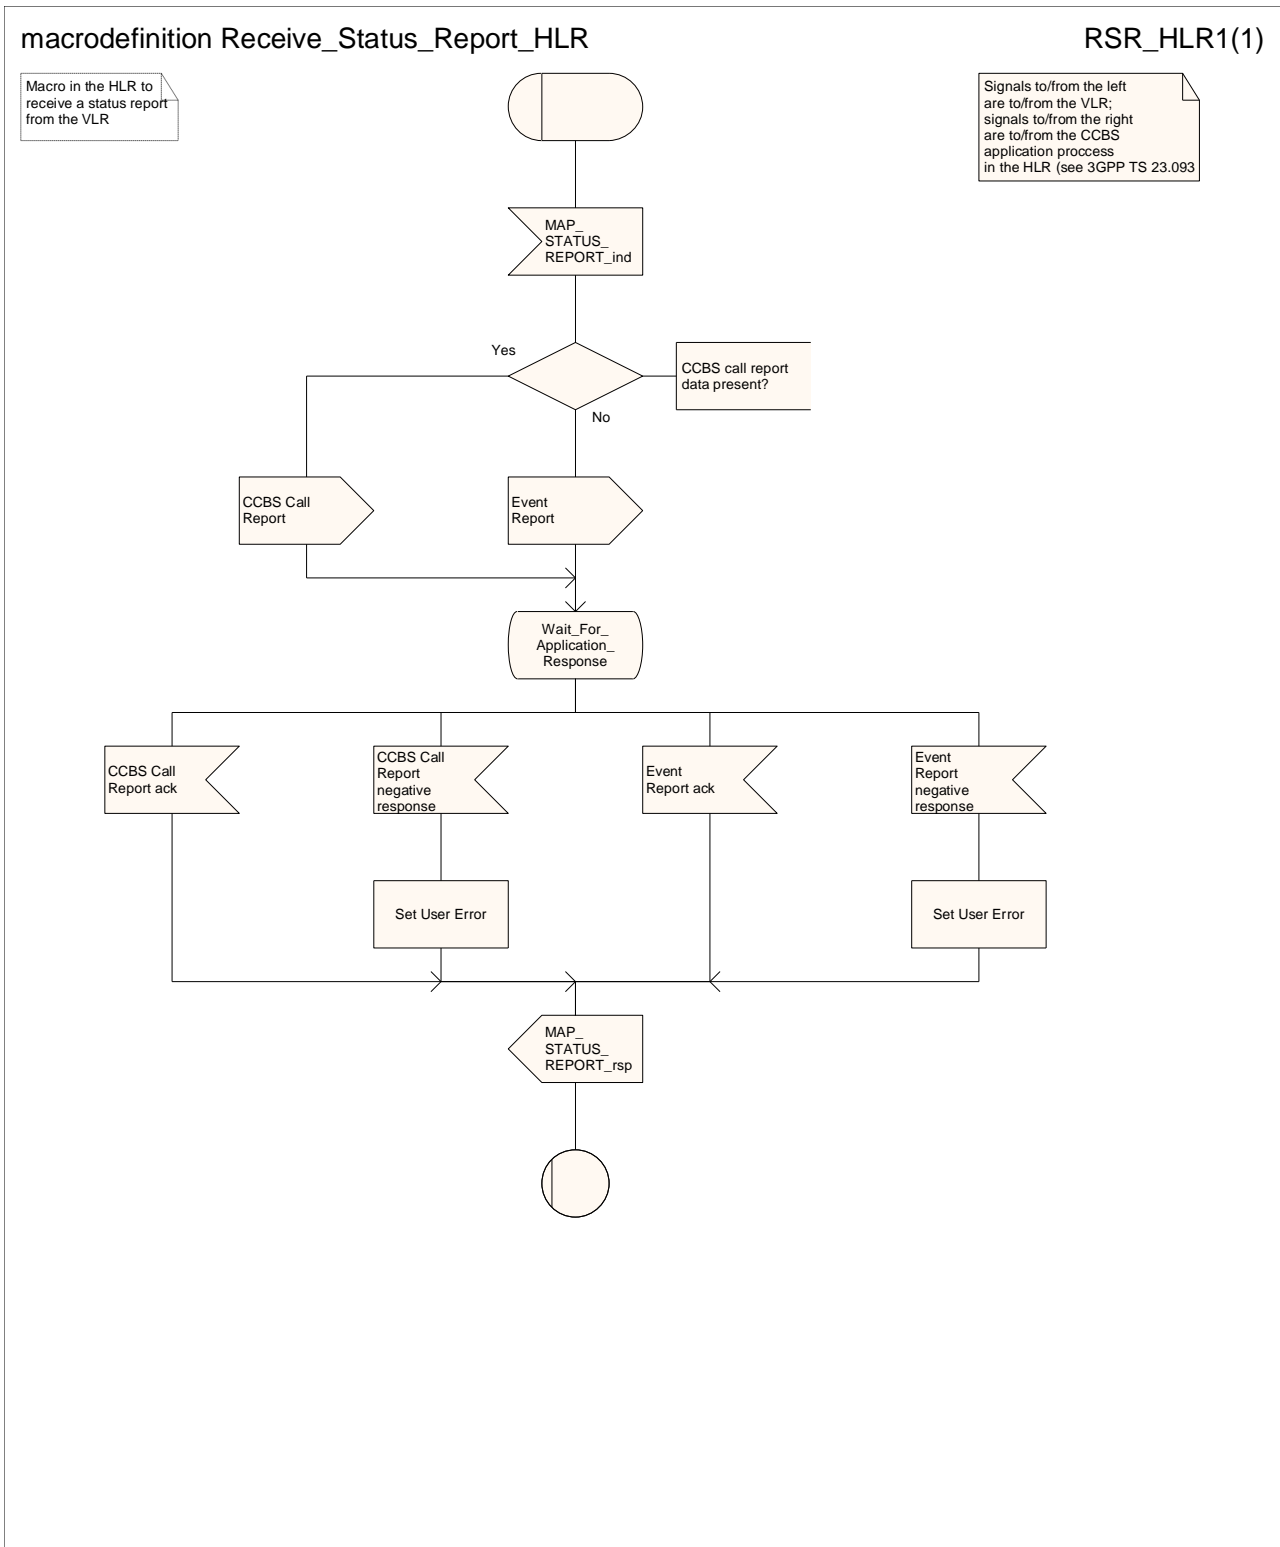 macrodefinition Receive_Status_Report_HLR
RSR_HLR1(1)
Macro in the HLR to
receive a status report
from the VLR
Signals to/from the left
are to/from the VLR;
signals to/from the right
are to/from the CCBS
application proccess
in the HLR (see 3GPP TS 23.093
MAP_
STATUS_
REPORT_ind
Yes
CCBS call report
data present?
No
CCBS Call
Report
Event
Report
Wait_For_
Application_
Response
CCBS Call
Report ack
CCBS Call
Report
negative
response
Event
Report ack
Event
Report
negative
response
Set User Error
Set User Error
MAP_
STATUS_
REPORT_rsp